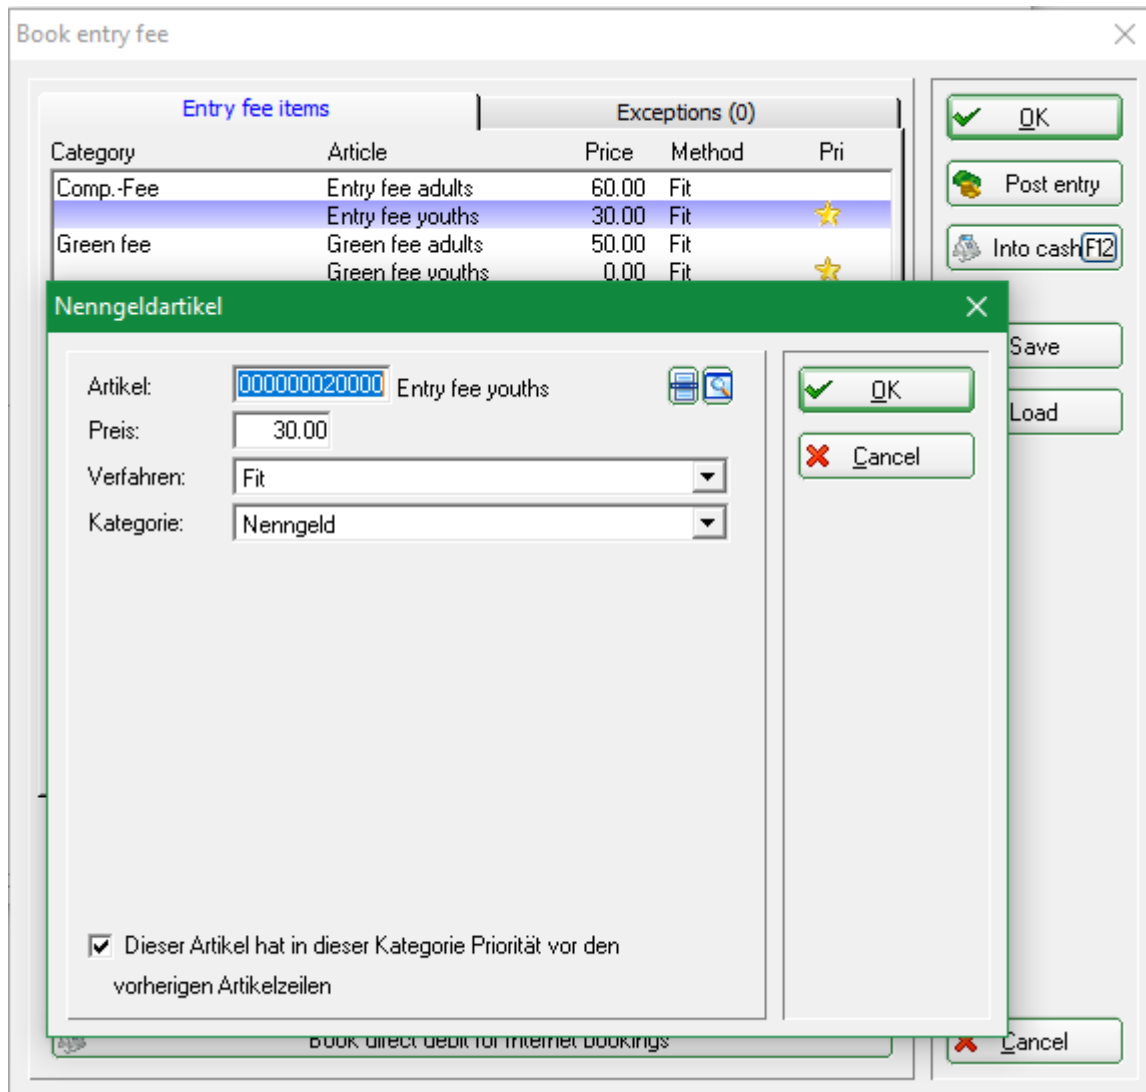 Book entry fee
Entry fee items Exceptions (0)
Category Article Price Method Pri
Comp.-Fee Entry fee adults 60.00 Fit
Entry fee youths 30.00 Fit
Green fee Green fee adults 50.00 Fit
Green fee youths 0.00 Fit
OK
Post entry
Into cash F12
Save
Load
Nenngeldartikel
Artikel: 000000020000 Entry fee youths
Preis: 30.00
Verfahren: Fit
Kategorie: Nenngeld
OK
Cancel
Dieser Artikel hat in dieser Kategorie Priorität vor den
vorherigen Artikelzeilen
Book direct debit for Internet bookings
Cancel